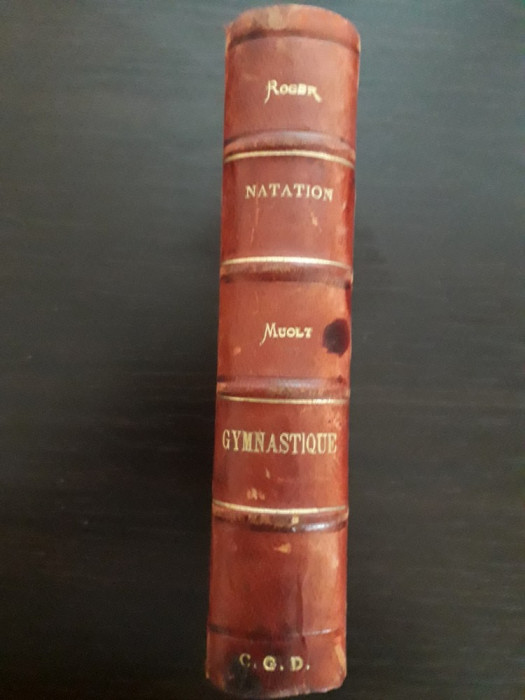 ROGER
NATATION
MUOLT
GYMNASTIQUE
C. G. D.